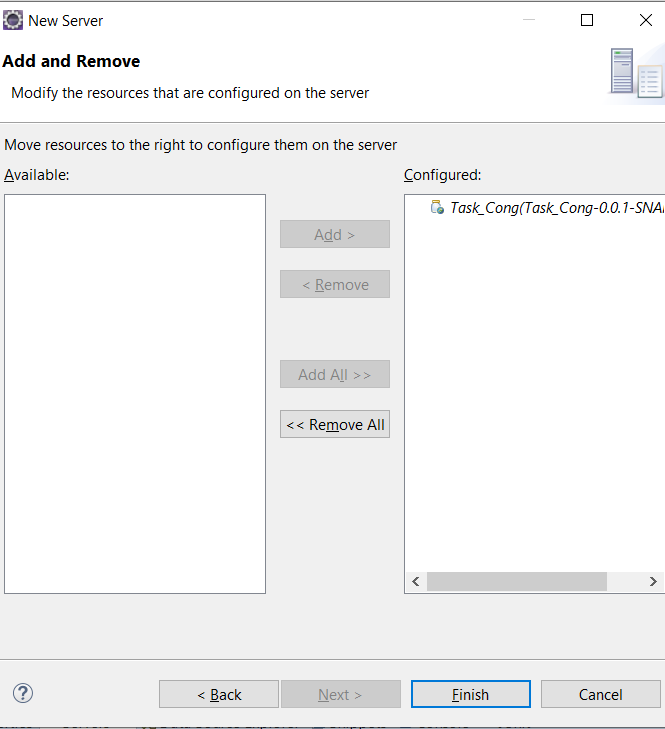 New Server
Add and Remove
Modify the resources that are configured on the server
Move resources to the right to configure them on the server
Available:
Configured:
Task_Cong(Task_Cong-0.0.1-SNA
Add >
< Remove
Add All >>
<< Remove All
< Back
Next >
Finish
Cancel